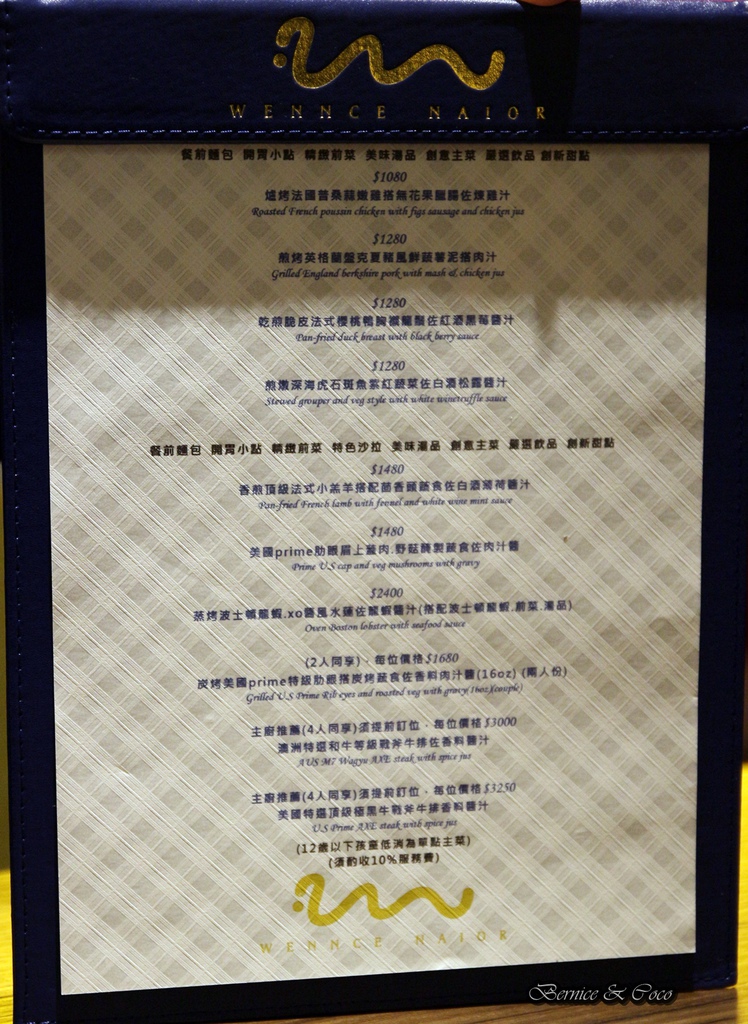 WENNCE NAIOR
餐前麵包 開胃小點 精緻前菜 美味湯品 創意主菜 嚴選飲品 創新甜點
$1080
爐烤法國普桑蒜嫩雞搭無花果臘腸佐燉雞汁
Roasted French poussin chicken with figs sausage and chicken jus
$1280
煎烤英格蘭盤克夏豬風鮮蔬薯泥搭肉汁
Grilled England berkshire pork with mash & chicken jus
$1280
乾煎脆皮法式櫻桃鴨胸襯龍鬚佐紅酒黑莓醬汁
Pan-fried duck breast with black berry sauce
$1280
煎燉深海虎石斑魚紫紅蔬菜佐白酒松露醬汁
Stewed grouper and veg style with white winetruffle sauce
餐前麵包 開胃小點 精緻前菜 特色沙拉 美味湯品 創意主菜 嚴選飲品 創新甜點
$1480
香煎頂級法式小羔羊搭配茴香頭蔬食佐白酒薄荷醬汁
Pan-fried French lamb with fennel and white wine mint sauce
$1480
美國prime肋眼眉上蓋肉.野菇醃製蔬食佐肉汁醬
Prime U.S cap and veg mushrooms with gravy
$2400
蒸烤波士頓龍蝦.xo醬風水蓮佐龍蝦醬汁(搭配波士頓龍蝦.前菜.湯品)
Oven Boston lobster with seafood sauce
(2人同享)，每位價格$1680
炭烤美國prime特級肋眼搭炭烤蔬食佐香料肉汁醬(16oz) (兩人份)
Grilled U.S Prime Rib eyes and roasted veg with gravy(16oz)(couple)
主廚推薦(4人同享)須提前訂位，每位價格$3000
澳洲特選和牛等級戰斧牛排佐香料醬汁
AUS M7 Wagyu AXE steak with spice jus
主廚推薦(4人同享)須提前訂位，每位價格$3250
美國特選頂級極黑牛戰斧牛排香料醬汁
U.S Prime AXE steak with spice jus
(12歲以下孩童低消為單點主菜)
(須酌收10%服務費)
WENNCE NAIOR
Bernice & Coco